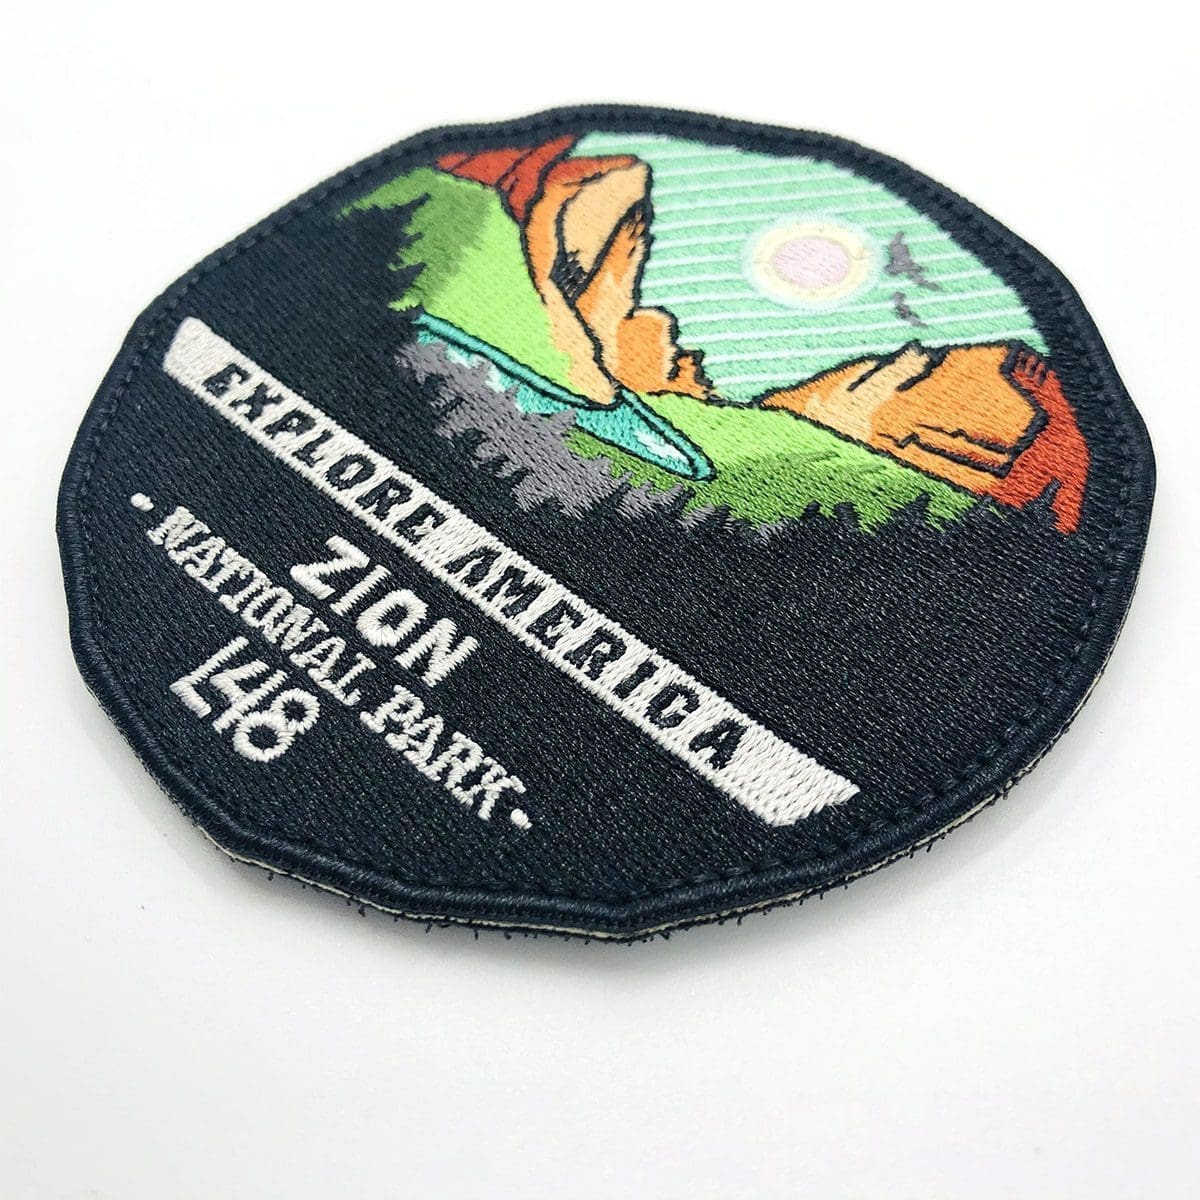 EXPLORE AMERICA
ZION
- NATIONAL PARK -
L48